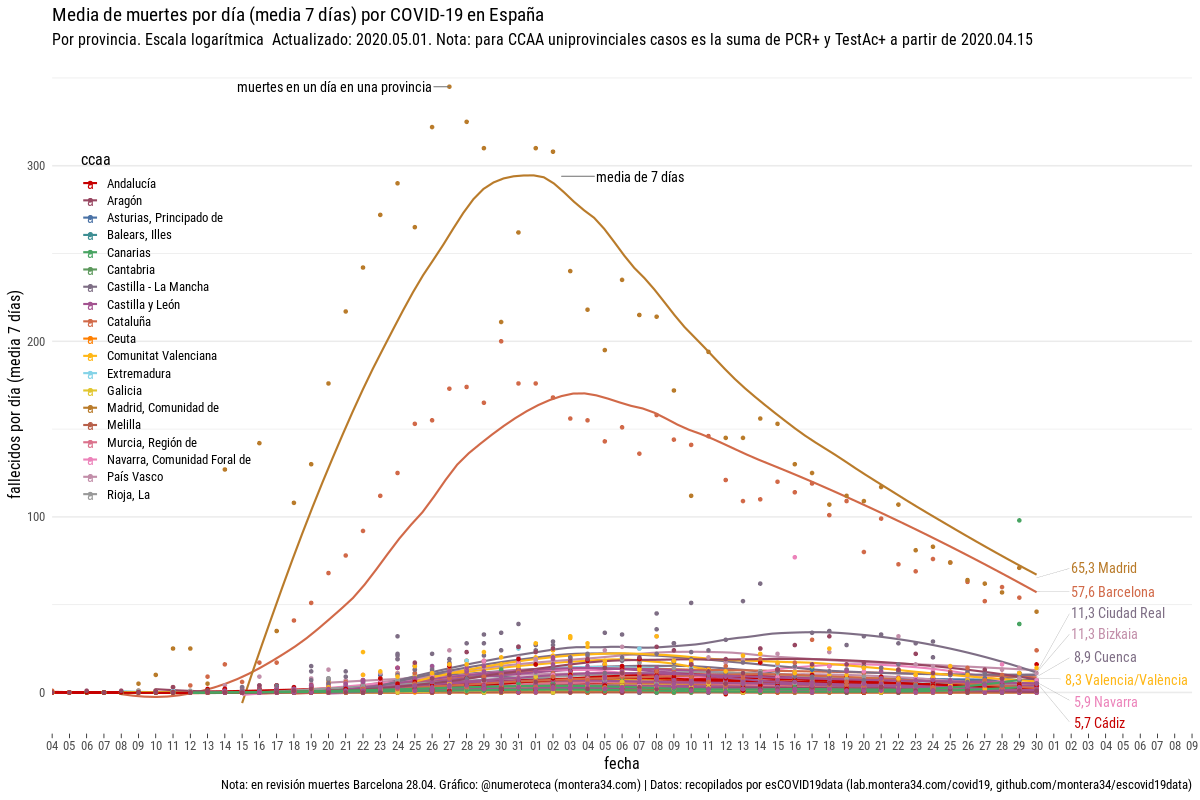 Media de muertes por día (media 7 días) por COVID-19 en España
Por provincia. Escala logarítmica  Actualizado: 2020.05.01. Nota: para CCAA uniprovinciales casos es la suma de PCR+ y TestAc+ a partir de 2020.04.15
muertes en un día en una provincia
media de 7 días
ccaa
Andalucía
Aragón
Asturias, Principado de
Balears, Illes
Canarias
Cantabria
Castilla - La Mancha
Castilla y León
Cataluña
Ceuta
Comunitat Valenciana
Extremadura
Galicia
Madrid, Comunidad de
Melilla
Murcia, Región de
Navarra, Comunidad Foral de
País Vasco
Rioja, La
fallecidos por día (media 7 días)
300
200
100
0
65,3 Madrid
57,6 Barcelona
11,3 Ciudad Real
11,3 Bizkaia
8,9 Cuenca
8,3 Valencia/València
5,9 Navarra
5,7 Cádiz
04 05 06 07 08 09 10 11 12 13 14 15 16 17 18 19 20 21 22 23 24 25 26 27 28 29 30 31 01 02 03 04 05 06 07 08 09 10 11 12 13 14 15 16 17 18 19 20 21 22 23 24 25 26 27 28 29 30 01 02 03 04 05 06 07 08 09
fecha
Nota: en revisión muertes Barcelona 28.04. Gráfico: @numeroteca (montera34.com) | Datos: recopilados por esCOVID19data (lab.montera34.com/covid19, github.com/montera34/escovid19data)